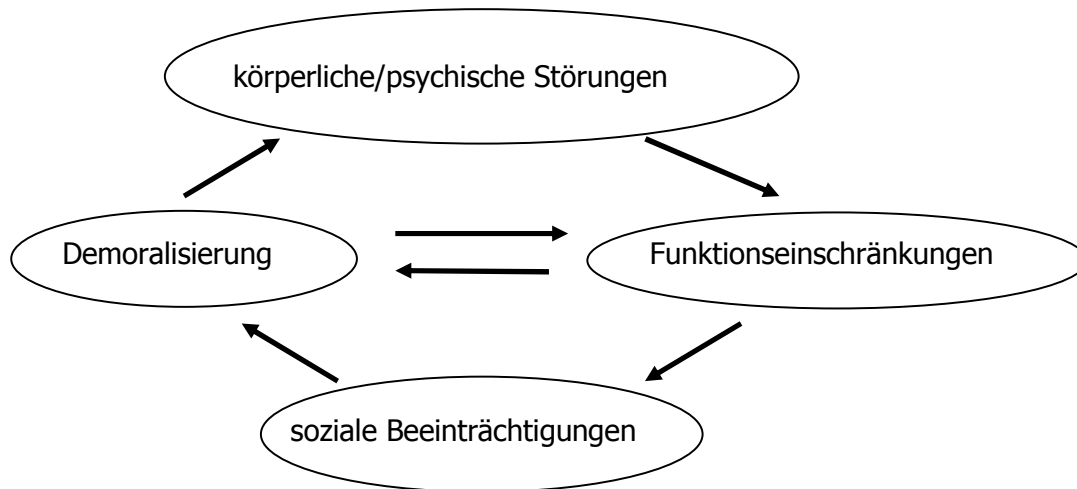 körperliche/psychische Störungen
Demoralisierung
Funktionseinschränkungen
soziale Beeinträchtigungen